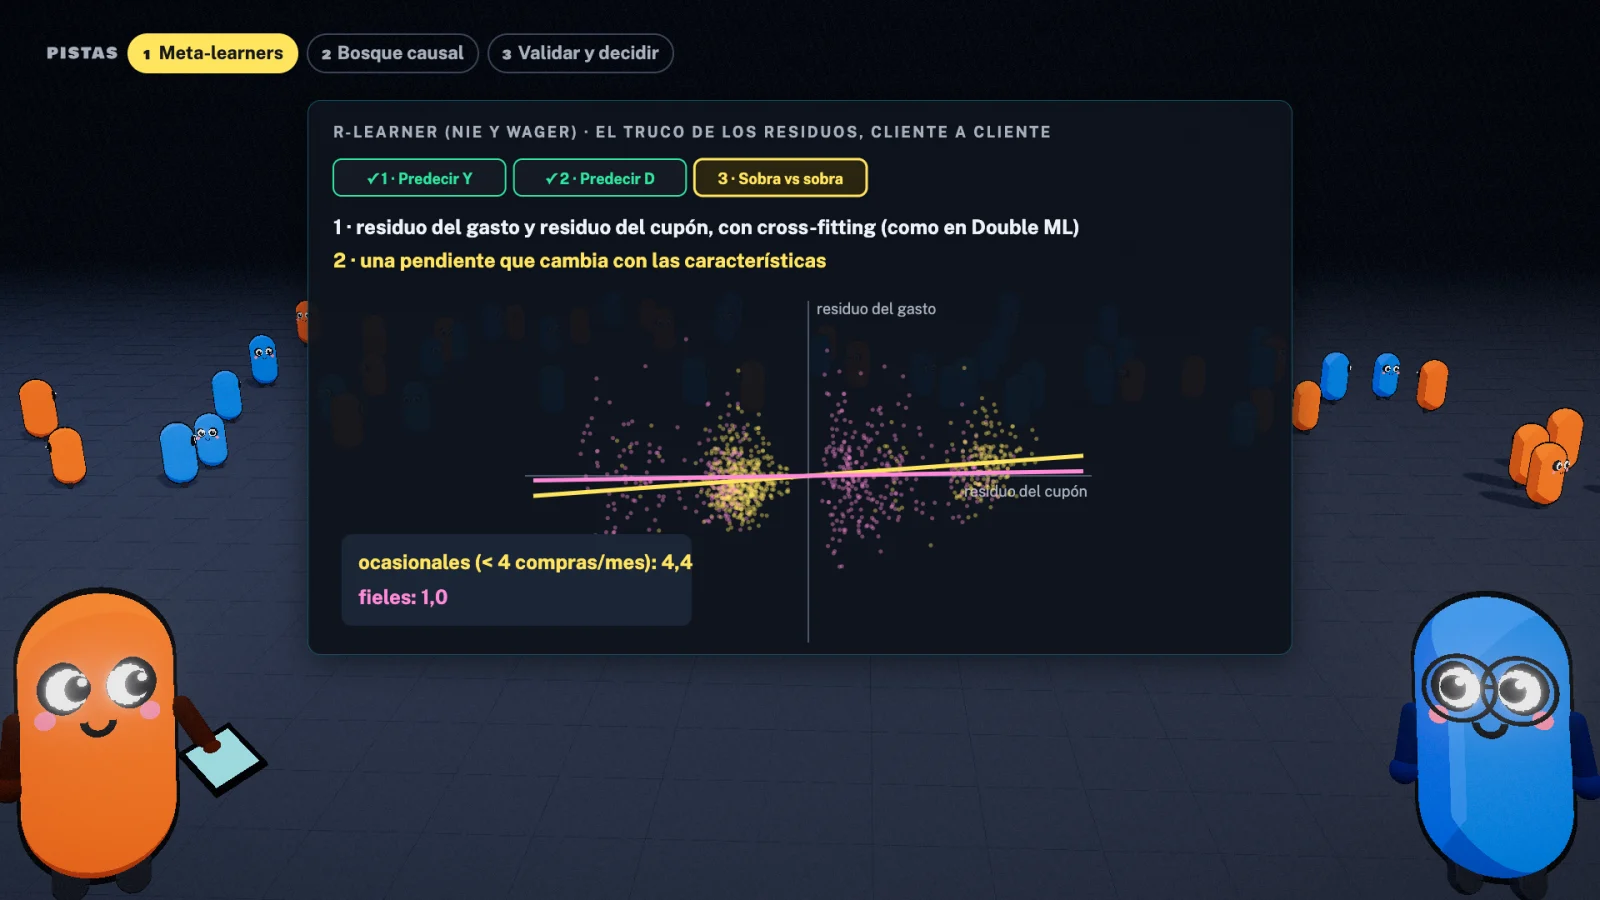 PISTAS
1 Meta-learners
2 Bosque causal
3 Validar y decidir
R-LEARNER (NIE Y WAGER) · EL TRUCO DE LOS RESIDUOS, CLIENTE A CLIENTE
✓1 · Predecir Y
✓2 · Predecir D
3 · Sobra vs sobra
1 · residuo del gasto y residuo del cupón, con cross-fitting (como en Double ML)
2 · una pendiente que cambia con las características
residuo del gasto
residuo del cupón
ocasionales (< 4 compras/mes): 4,4
fieles: 1,0